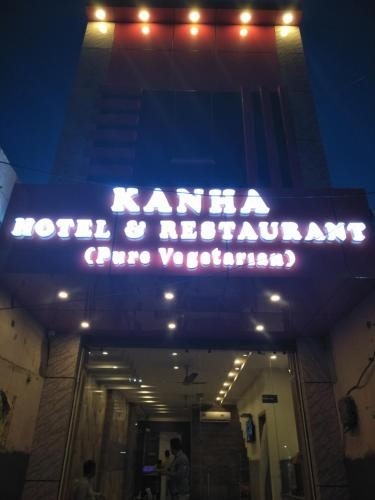 KANHA
HOTEL & RESTAURANT
(Pure Vegetarian)